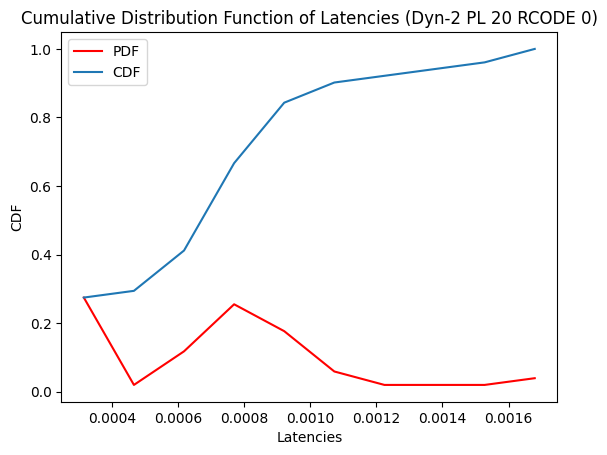 Cumulative Distribution Function of Latencies (Dyn-2 PL 20 RCODE 0)
PDF
CDF
CDF
1.0
0.8
0.6
0.4
0.2
0.0
0.0004
0.0006
0.0008
0.0010
0.0012
0.0014
0.0016
Latencies